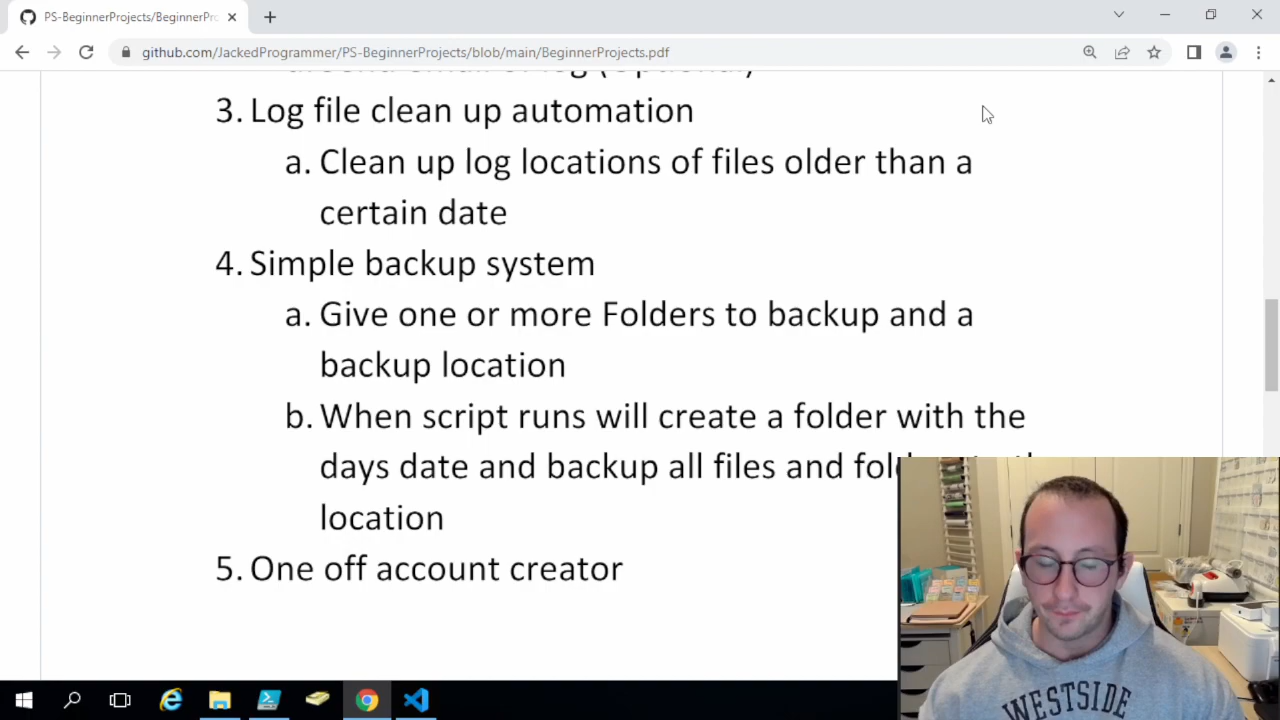 PS-BeginnerProjects/BeginnerPro
github.com/JackedProgrammer/PS-BeginnerProjects/blob/main/BeginnerProjects.pdf
3. Log file clean up automation
a. Clean up log locations of files older than a
certain date
4. Simple backup system
a. Give one or more Folders to backup and a
backup location
b. When script runs will create a folder with the
days date and backup all files and
location
5. One off account creator
WESTSIDE